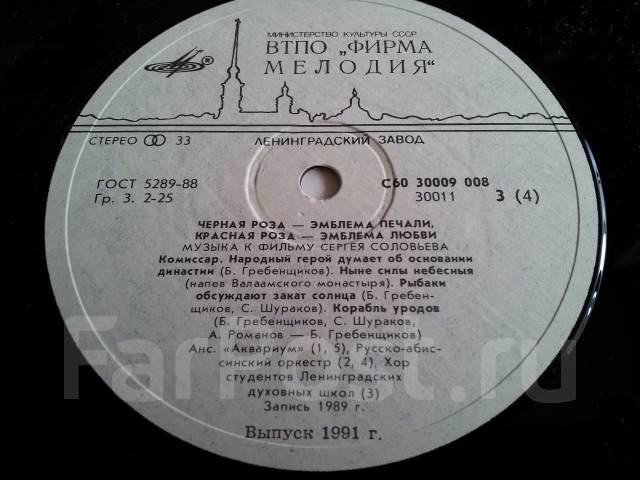 МИНИСТЕРСТВО КУЛЬТУРЫ СССР
ВТПО „ФИРМА
МЕЛОДИЯ“
®
СТЕРЕО 33
ЛЕНИНГРАДСКИЙ ЗАВОД
ГОСТ 5289-88
Гр. 3. 2-25
С60 30009 008
30011 3 (4)
ЧЕРНАЯ РОЗА — ЭМБЛЕМА ПЕЧАЛИ,
КРАСНАЯ РОЗА — ЭМБЛЕМА ЛЮБВИ
МУЗЫКА К ФИЛЬМУ СЕРГЕЯ СОЛОВЬЕВА
Комиссар. Народный герой думает об основании
династии (Б. Гребенщиков). Ныне силы небесныя
(напев Валаамского монастыря). Рыбаки
обсуждают закат солнца (Б. Гребен-
щиков, С. Шураков). Корабль уродов
(Б. Гребенщиков, С. Шураков,
А. Романов — Б. Гребенщиков)
Анс. «Аквариум» (1, 5), Русско-абис-
синский оркестр (2, 4), Хор
студентов Ленинградских
духовных школ (3)
Запись 1989 г.
Выпуск 1991 г.
FarPost.ru